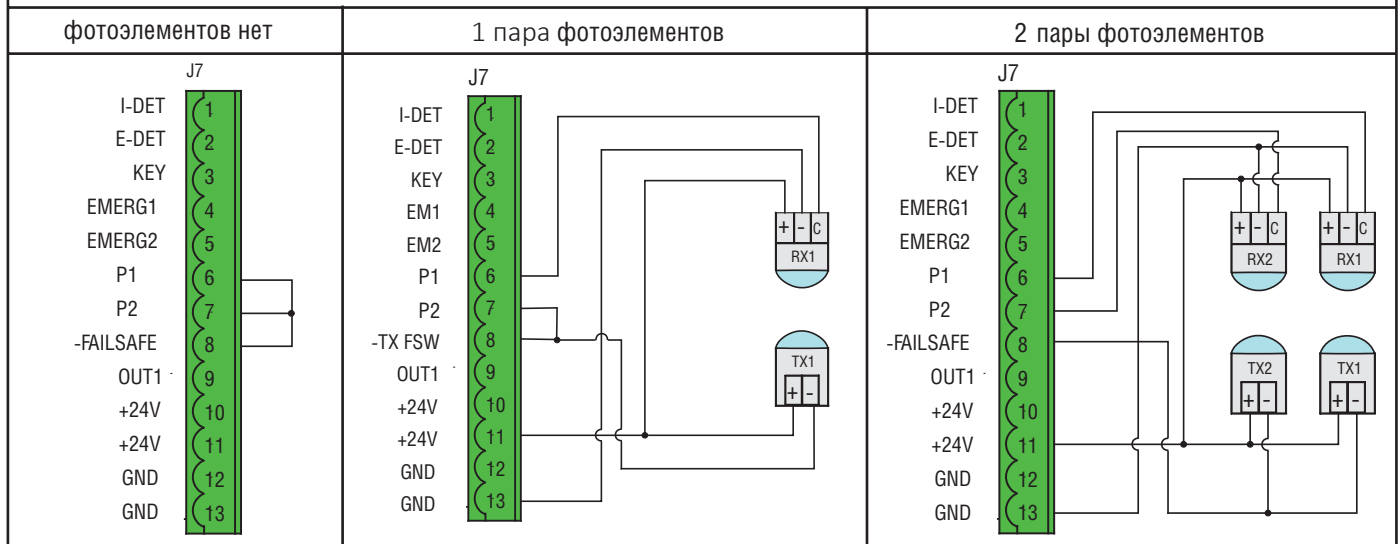 фотоэлементов нет
1 пара фотоэлементов
2 пары фотоэлементов
J7
I-DET 1
E-DET 2
KEY 3
EMERG1 4
EMERG2 5
P1 6
P2 7
-FAILSAFE 8
OUT1 9
+24V 10
+24V 11
GND 12
GND 13
J7
I-DET 1
E-DET 2
KEY 3
EM1 4
EM2 5
P1 6
P2 7
-TX FSW 8
OUT1 9
+24V 10
+24V 11
GND 12
GND 13
+ - C
RX1
TX1
+ -
J7
I-DET 1
E-DET 2
KEY 3
EMERG1 4
EMERG2 5
P1 6
P2 7
-FAILSAFE 8
OUT1 9
+24V 10
+24V 11
GND 12
GND 13
+ - C
RX2
+ - C
RX1
TX2
+ -
TX1
+ -